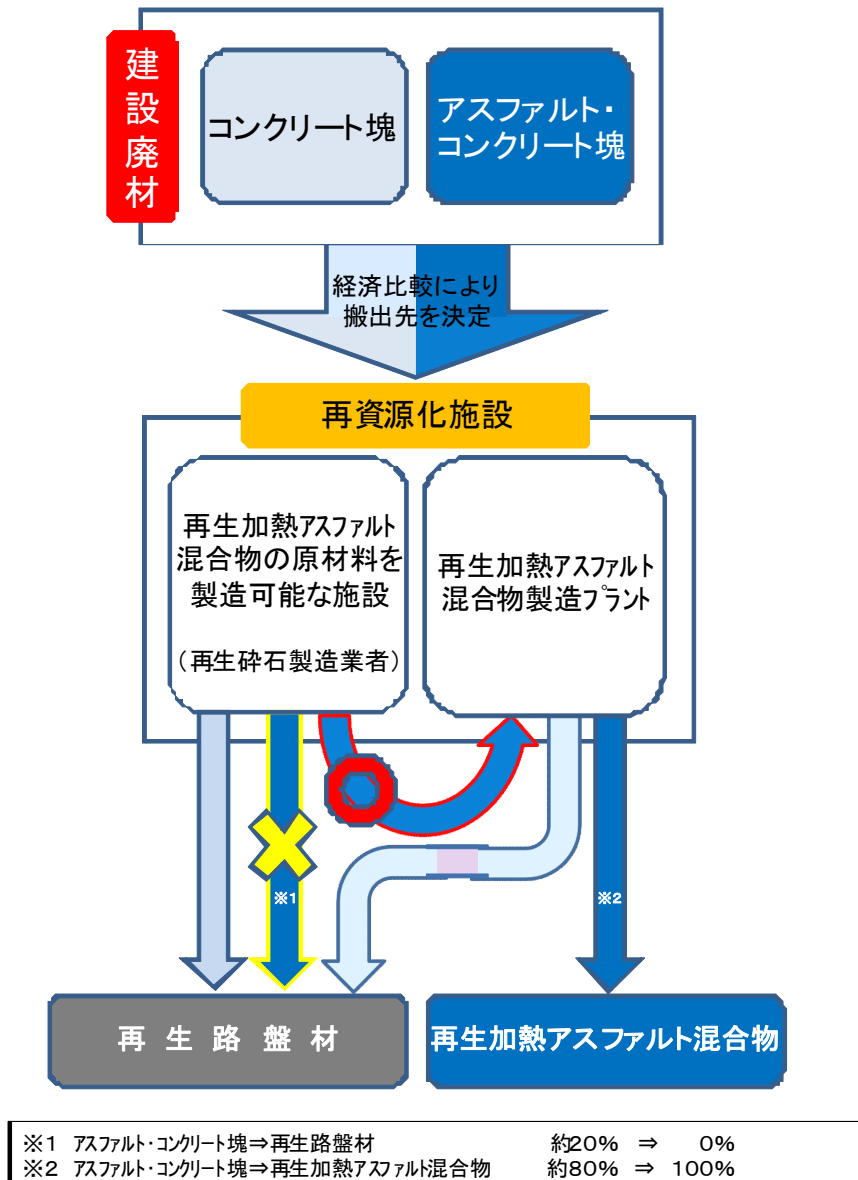 建設廃材
コンクリート塊
アスファルト・
コンクリート塊
経済比較により
搬出先を決定
再資源化施設
再生加熱アスファルト
混合物の原材料を
製造可能な施設
（再生砕石製造業者）
再生加熱アスファルト
混合物製造プラント
※1
※2
再生路盤材
再生加熱アスファルト混合物
※1 アスファルト・コンクリート塊⇒再生路盤材 約20% ⇒ 0%
※2 アスファルト・コンクリート塊⇒再生加熱アスファルト混合物 約80% ⇒ 100%